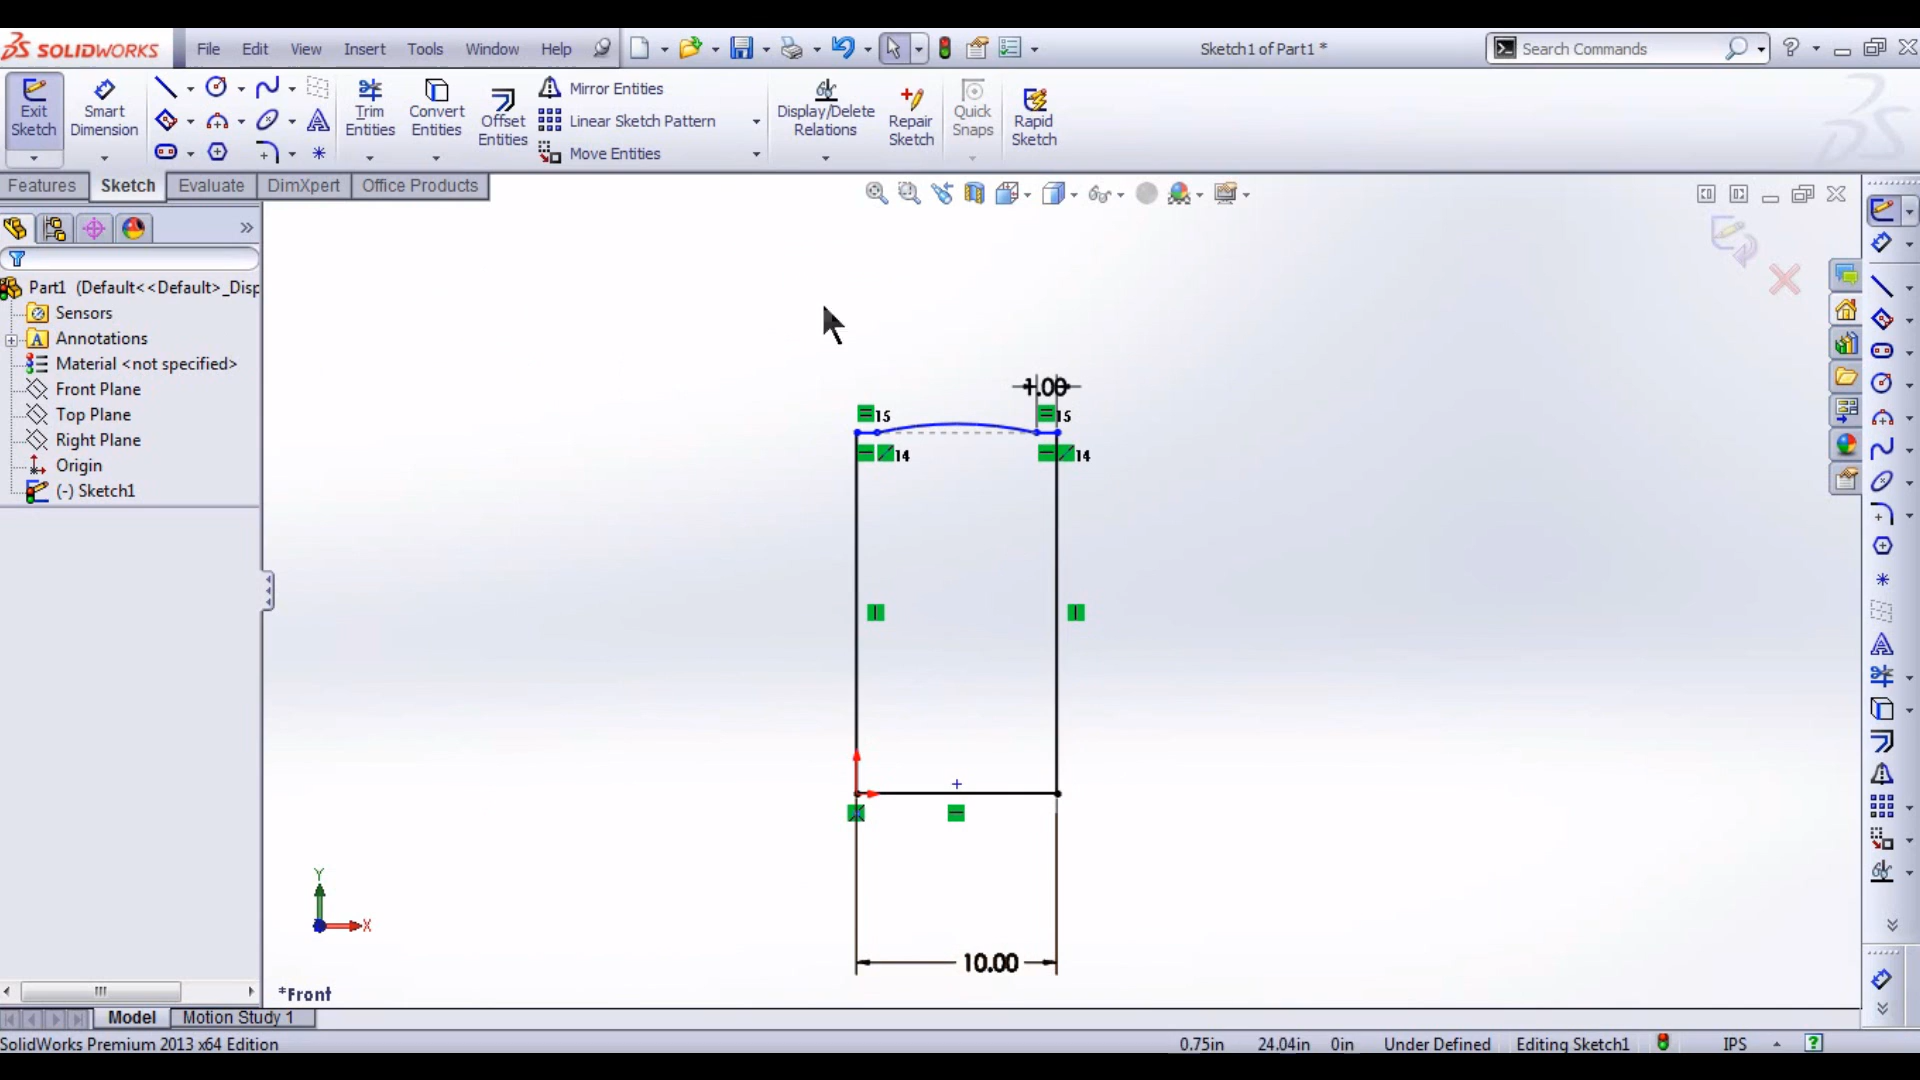 SOLIDWORKS File Edit View Insert Tools Window Help Sketch1 of Part1 * Search Commands
Exit Sketch
Smart Dimension
Trim Entities
Convert Entities
Offset Entities
Mirror Entities
Linear Sketch Pattern
Move Entities
Display/Delete Relations
Repair Sketch
Quick Snaps
Rapid Sketch
Features Sketch Evaluate DimXpert Office Products
Part1 (Default<<Default>_Disp
Sensors
Annotations
Material <not specified>
Front Plane
Top Plane
Right Plane
Origin
(-) Sketch1
1.00
15 15
14 14
10.00
Y
X
*Front
Model Motion Study 1
SolidWorks Premium 2013 x64 Edition 0.75in 24.04in 0in Under Defined Editing Sketch1 IPS